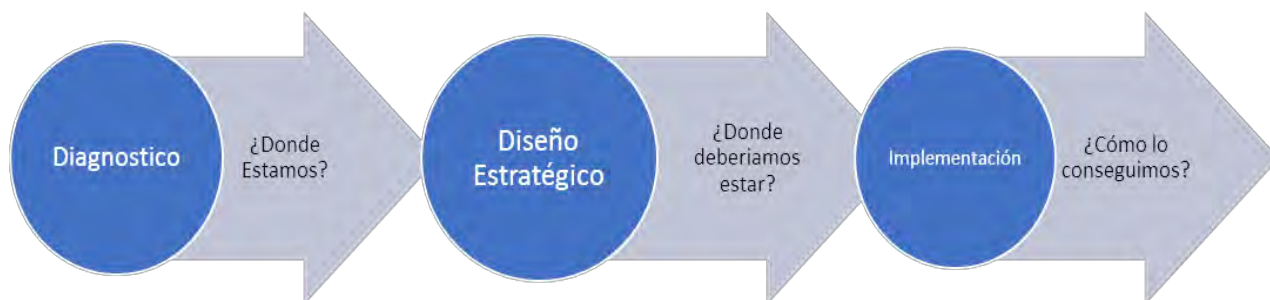 Diagnostico
¿Donde
Estamos?
Diseño
Estratégico
¿Donde
deberiamos
estar?
Implementación
¿Cómo lo
conseguimos?